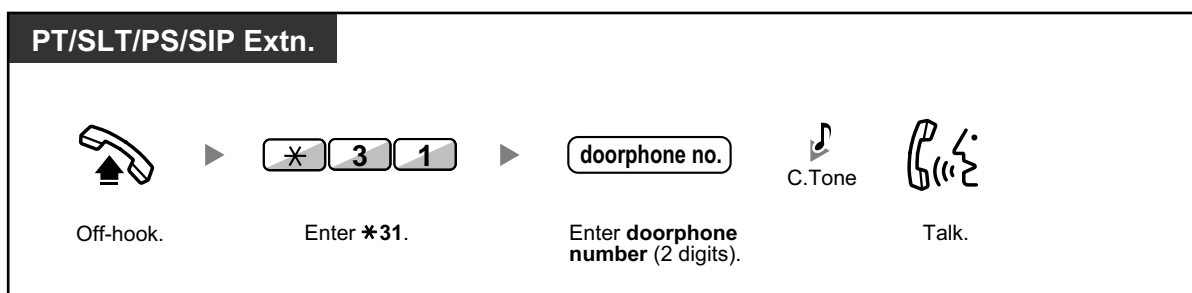 PT/SLT/PS/SIP Extn.
* 3 1
doorphone no.
C.Tone
Off-hook.
Enter *31.
Enter doorphone
number (2 digits).
Talk.